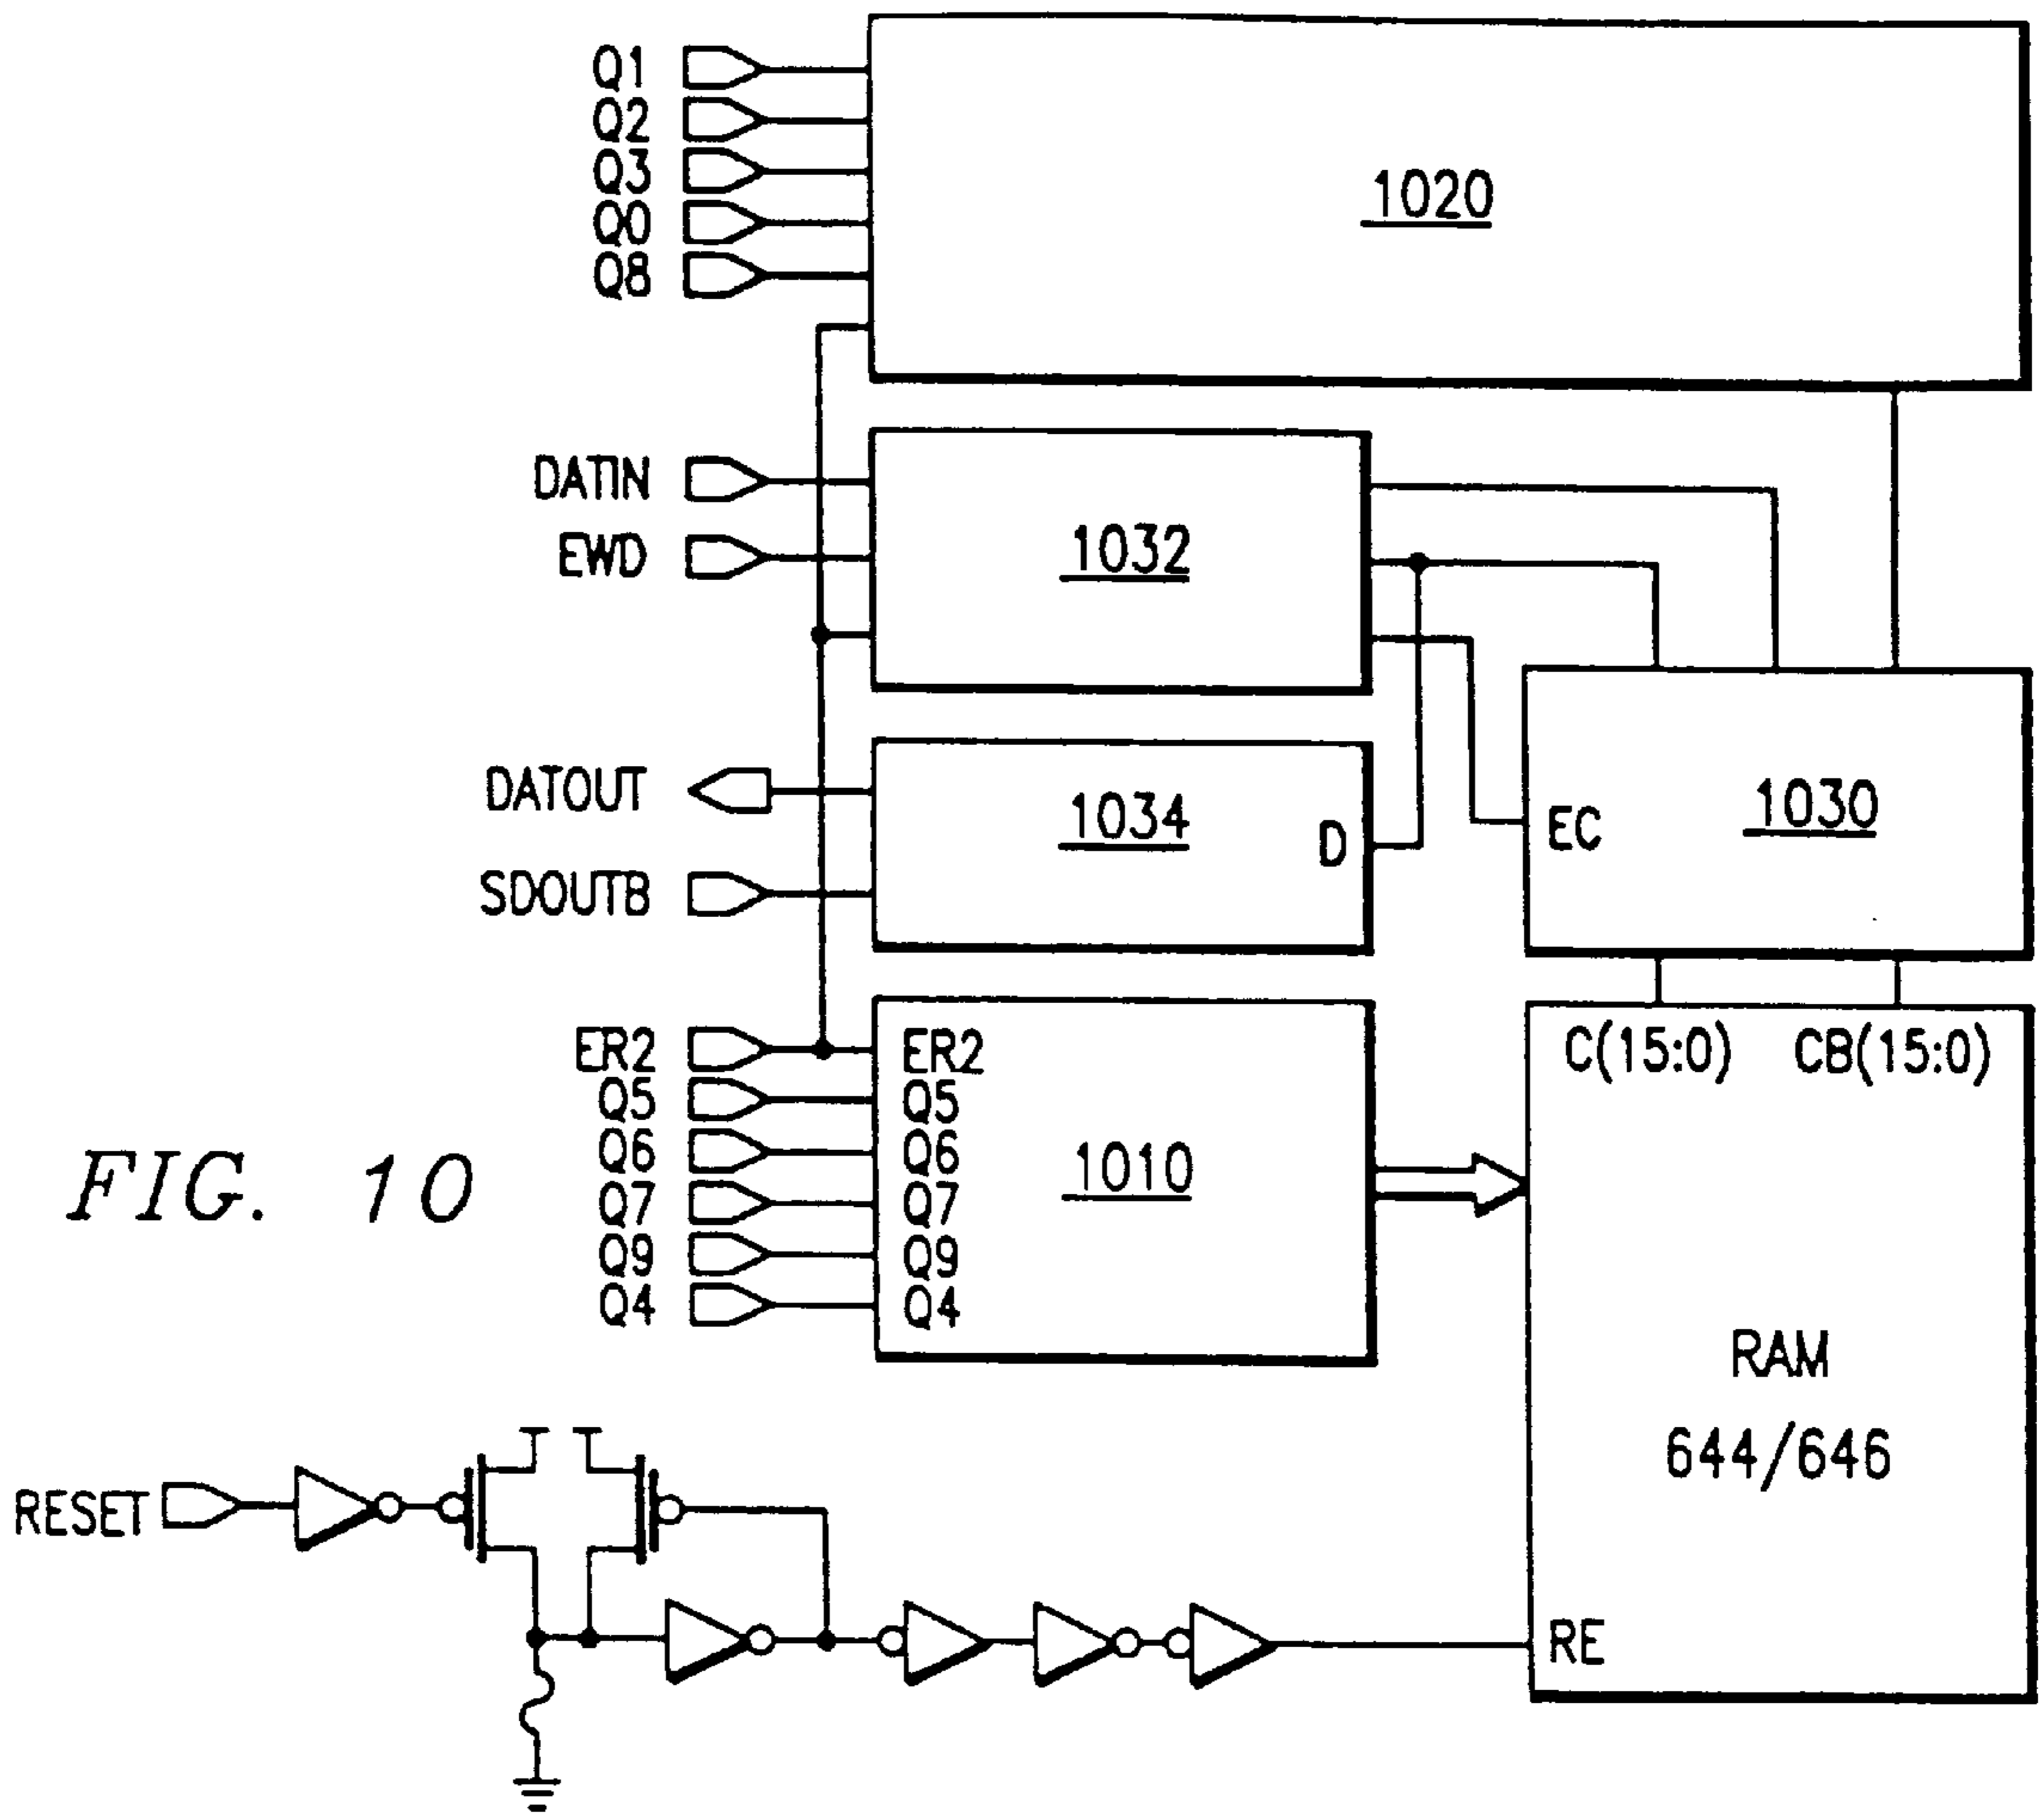 Q1
Q2
Q3
Q0
Q8
1020
DATIN
EWD
1032
DATOUT
SDOUTB
1034
D
EC
1030
ER2
Q5
Q6
Q7
Q9
Q4
ER2
Q5
Q6
Q7
Q9
Q4
1010
C(15:0) CB(15:0)
RAM
644/646
RE
RESET
FIG. 10